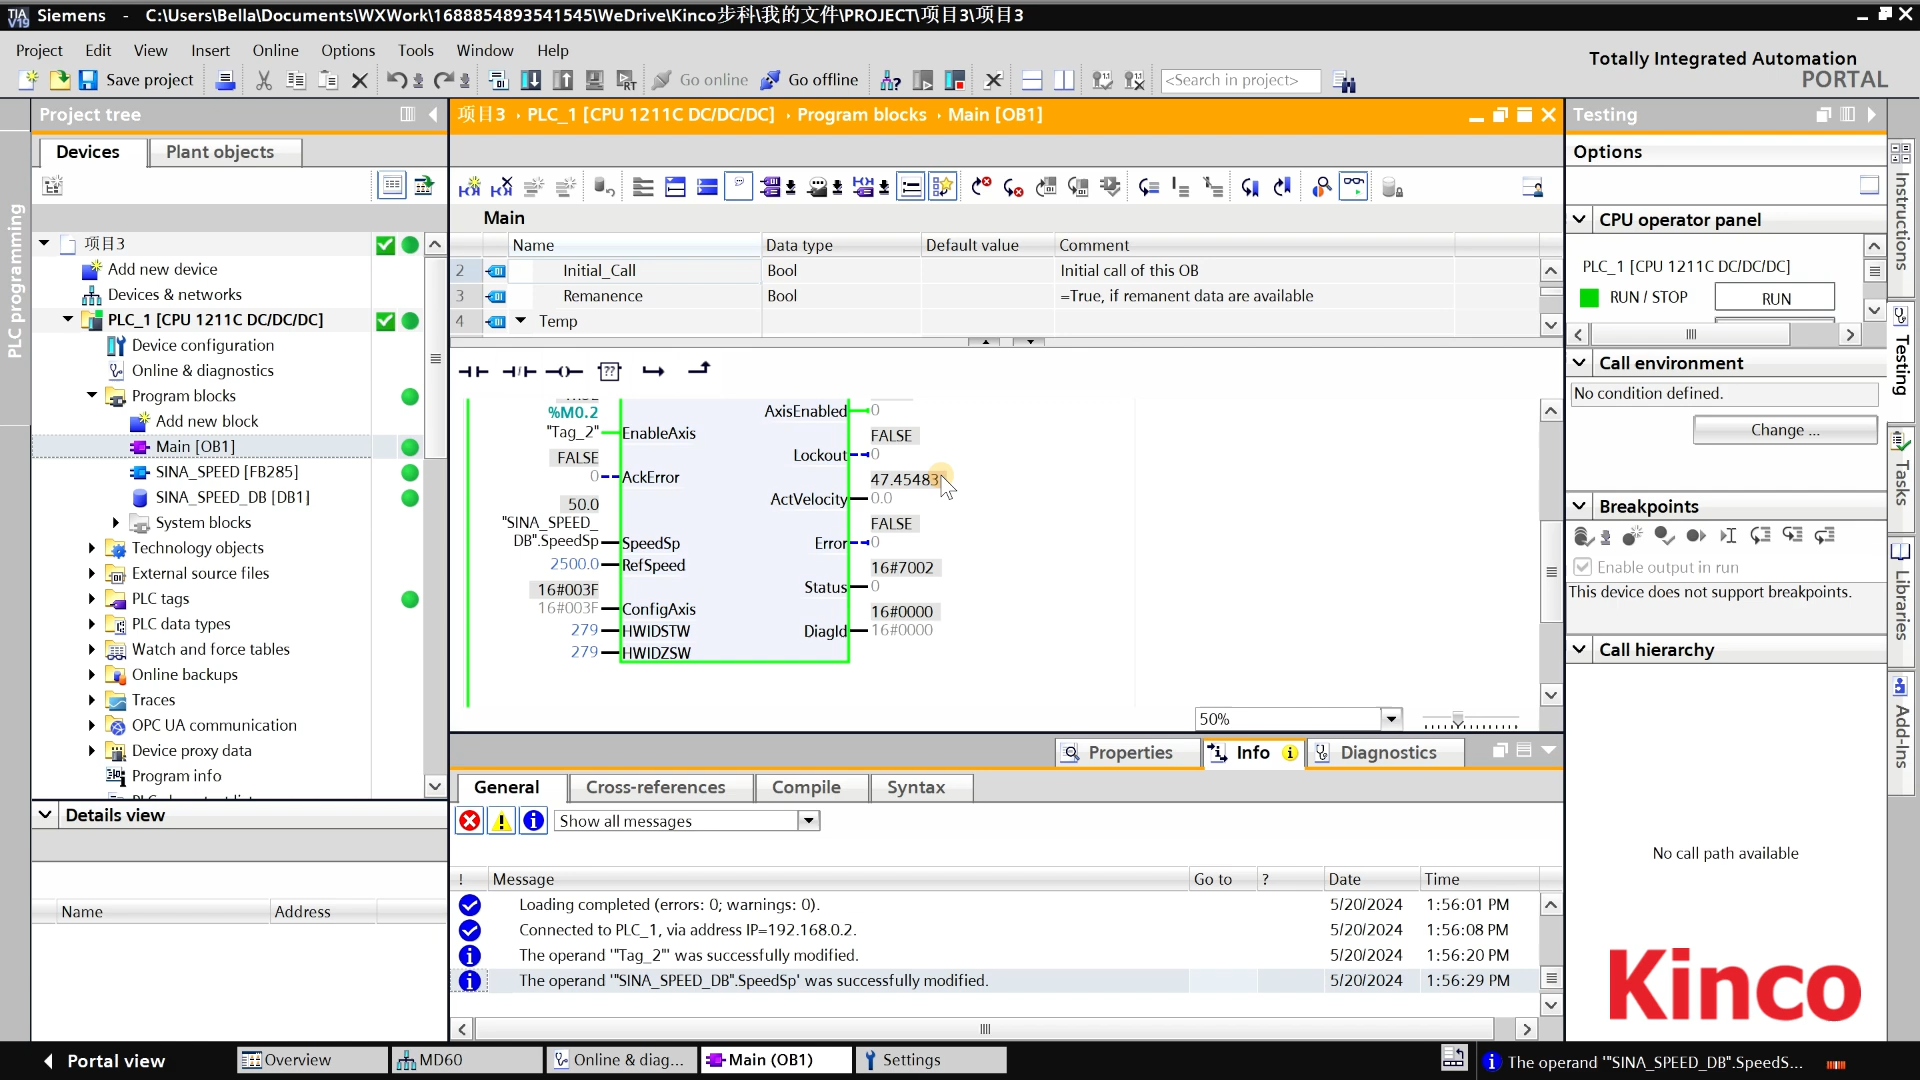 Siemens - C:\Users\Bella\Documents\WXWork\1688854893541545\WeDrive\Kinco步科\我的文件\PROJECT\项目3\项目3
Project Edit View Insert Online Options Tools Window Help
Totally Integrated Automation
PORTAL
Save project
Go online
Go offline
<Search in project>
Project tree
Devices
Plant objects
PLC programming
项目3
Add new device
Devices & networks
PLC_1 [CPU 1211C DC/DC/DC]
Device configuration
Online & diagnostics
Program blocks
Add new block
Main [OB1]
SINA_SPEED [FB285]
SINA_SPEED_DB [DB1]
System blocks
Technology objects
External source files
PLC tags
PLC data types
Watch and force tables
Online backups
Traces
OPC UA communication
Device proxy data
Program info
Details view
Name Address
项目3 › PLC_1 [CPU 1211C DC/DC/DC] › Program blocks › Main [OB1]
Main
Name Data type Default value Comment
2 Initial_Call Bool Initial call of this OB
3 Remanence Bool =True, if remanent data are available
4 Temp
%M0.2
"Tag_2"
EnableAxis
FALSE
0
AckError
50.0
"SINA_SPEED_
DB".SpeedSp
SpeedSp
2500.0 RefSpeed
16#003F
16#003F ConfigAxis
279 HWIDSTW
279 HWIDZSW
AxisEnabled 0
FALSE
Lockout 0
47.45483
ActVelocity 0.0
FALSE
Error 0
16#7002
Status 0
16#0000
DiagId 16#0000
50%
Properties
Info
Diagnostics
General
Cross-references
Compile
Syntax
Show all messages
! Message Go to ? Date Time
Loading completed (errors: 0; warnings: 0). 5/20/2024 1:56:01 PM
Connected to PLC_1, via address IP=192.168.0.2. 5/20/2024 1:56:08 PM
The operand '"Tag_2"' was successfully modified. 5/20/2024 1:56:20 PM
The operand '"SINA_SPEED_DB".SpeedSp' was successfully modified. 5/20/2024 1:56:29 PM
Testing
Options
CPU operator panel
PLC_1 [CPU 1211C DC/DC/DC]
RUN / STOP
RUN
Call environment
No condition defined.
Change ...
Breakpoints
Enable output in run
This device does not support breakpoints.
Call hierarchy
No call path available
Instructions
Testing
Tasks
Libraries
Add-Ins
Kinco
Portal view
Overview
MD60
Online & diag...
Main (OB1)
Settings
The operand '"SINA_SPEED_DB".SpeedS...